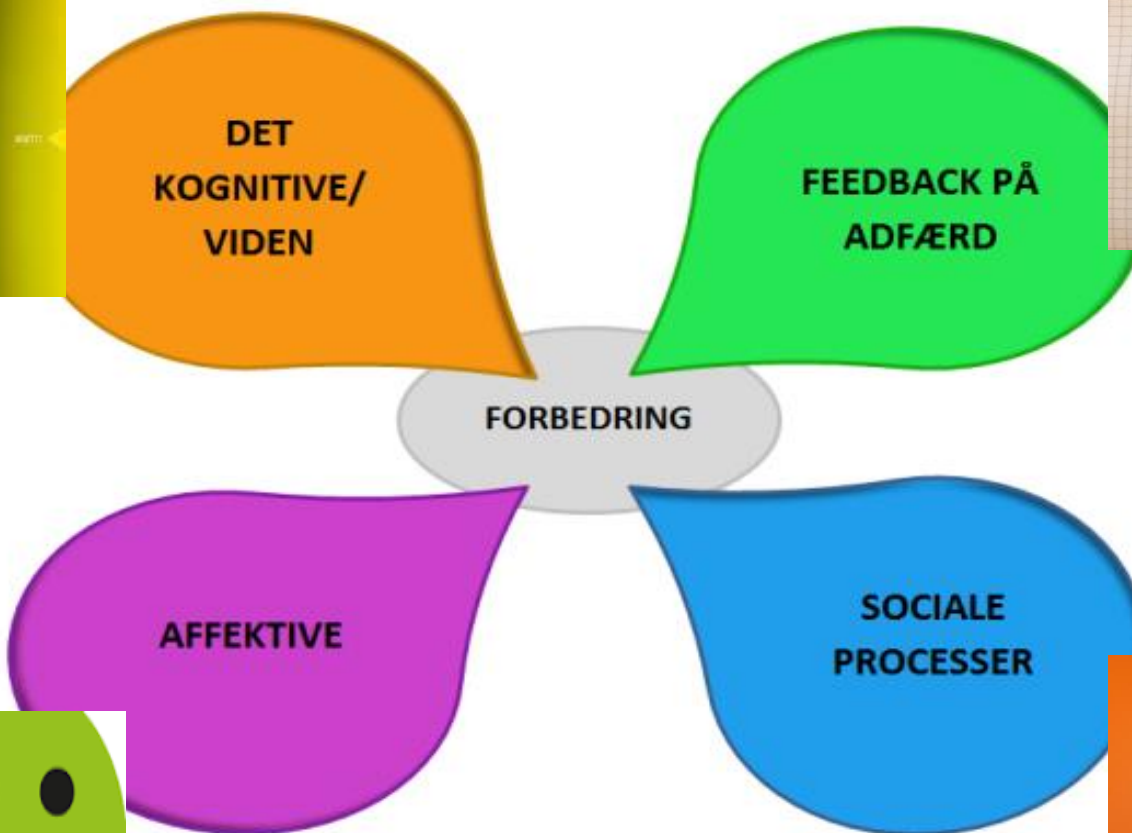 DET
KOGNITIVE/
VIDEN
FEEDBACK PÅ
ADFÆRD
FORBEDRING
AFFEKTIVE
SOCIALE
PROCESSER